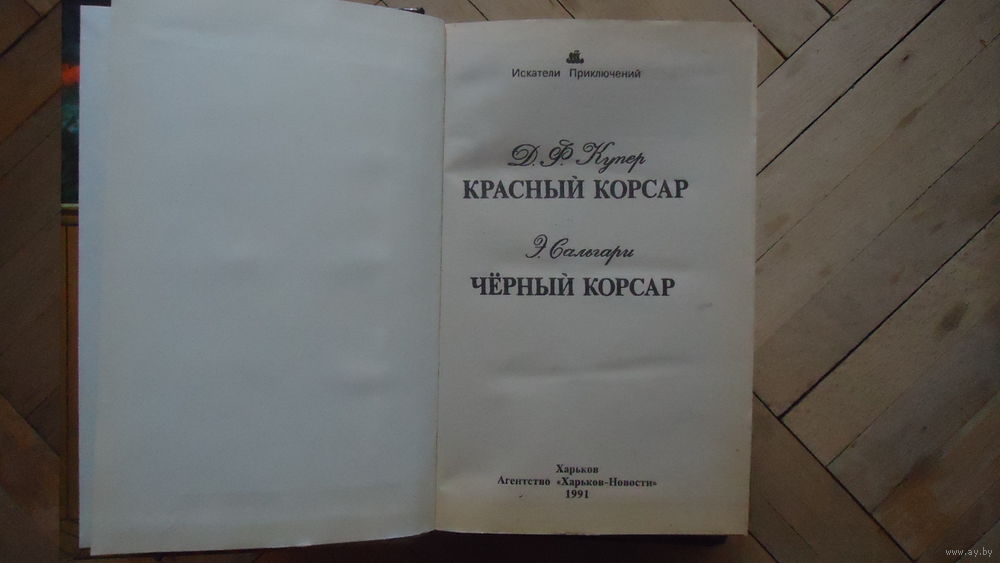 Искатели Приключений
Д. Ф. Купер
КРАСНЫЙ КОРСАР
Э. Сальгари
ЧЁРНЫЙ КОРСАР
Харьков
Агентство «Харьков-Новости»
1991
www.ay.by